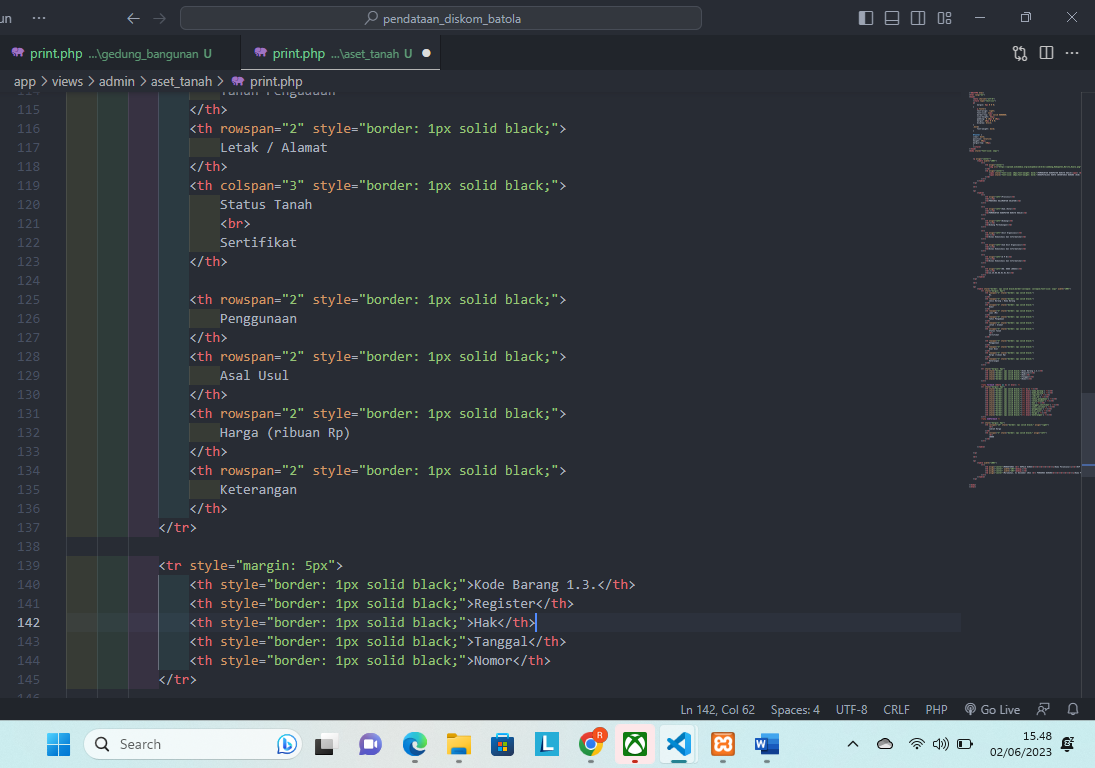 un ··· pendataan_diskom_batola
print.php ...\gedung_bangunan U print.php ...\aset_tanah U
app > views > admin > aset_tanah > print.php
114 Tahun Pengadaan
115 </th>
116 <th rowspan="2" style="border: 1px solid black;">
117 Letak / Alamat
118 </th>
119 <th colspan="3" style="border: 1px solid black;">
120 Status Tanah
121 <br>
122 Sertifikat
123 </th>
124
125 <th rowspan="2" style="border: 1px solid black;">
126 Penggunaan
127 </th>
128 <th rowspan="2" style="border: 1px solid black;">
129 Asal Usul
130 </th>
131 <th rowspan="2" style="border: 1px solid black;">
132 Harga (ribuan Rp)
133 </th>
134 <th rowspan="2" style="border: 1px solid black;">
135 Keterangan
136 </th>
137 </tr>
138
139 <tr style="margin: 5px">
140 <th style="border: 1px solid black;">Kode Barang 1.3.</th>
141 <th style="border: 1px solid black;">Register</th>
142 <th style="border: 1px solid black;">Hak</th>
143 <th style="border: 1px solid black;">Tanggal</th>
144 <th style="border: 1px solid black;">Nomor</th>
145 </tr>
146
Ln 142, Col 62 Spaces: 4 UTF-8 CRLF PHP Go Live
Search 15.48
02/06/2023